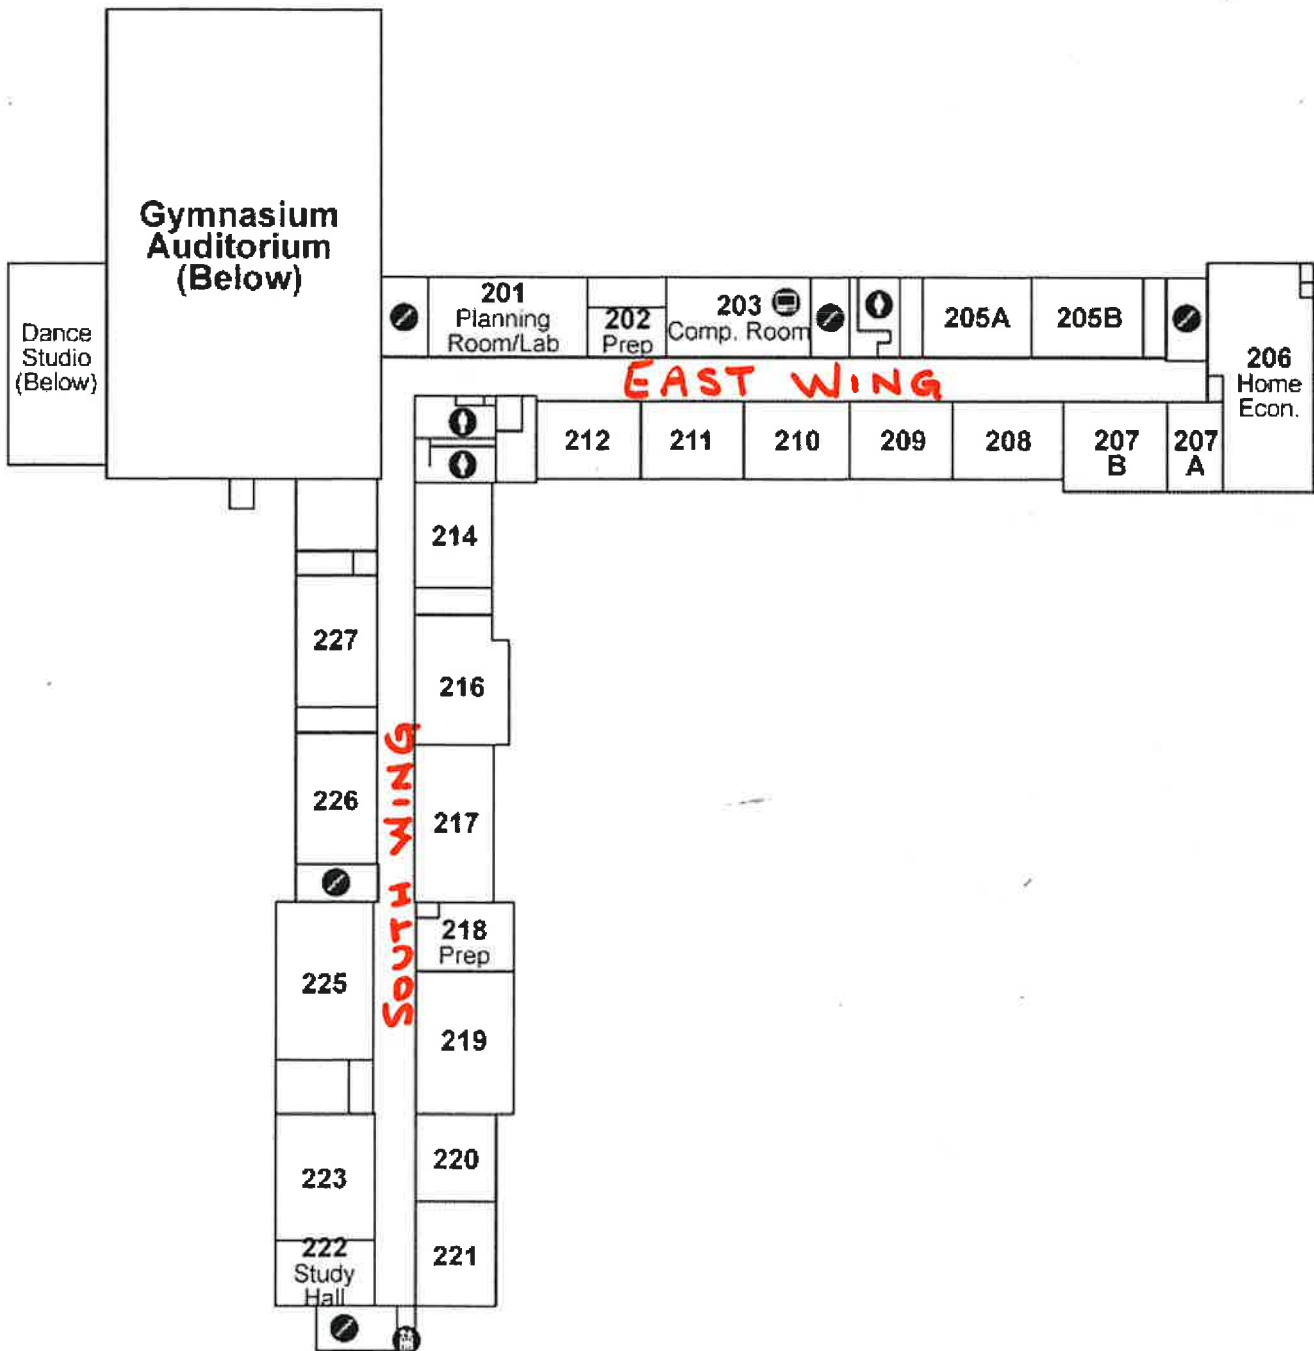 Gymnasium
Auditorium
(Below)
Dance
Studio
(Below)
201
Planning
Room/Lab
202
Prep
203
Comp. Room
205A
205B
206
Home
Econ.
EAST WING
212
211
210
209
208
207
B
207
A
214
227
216
226
217
SOUTH WING
218
Prep
225
219
223
220
222
Study
Hall
221